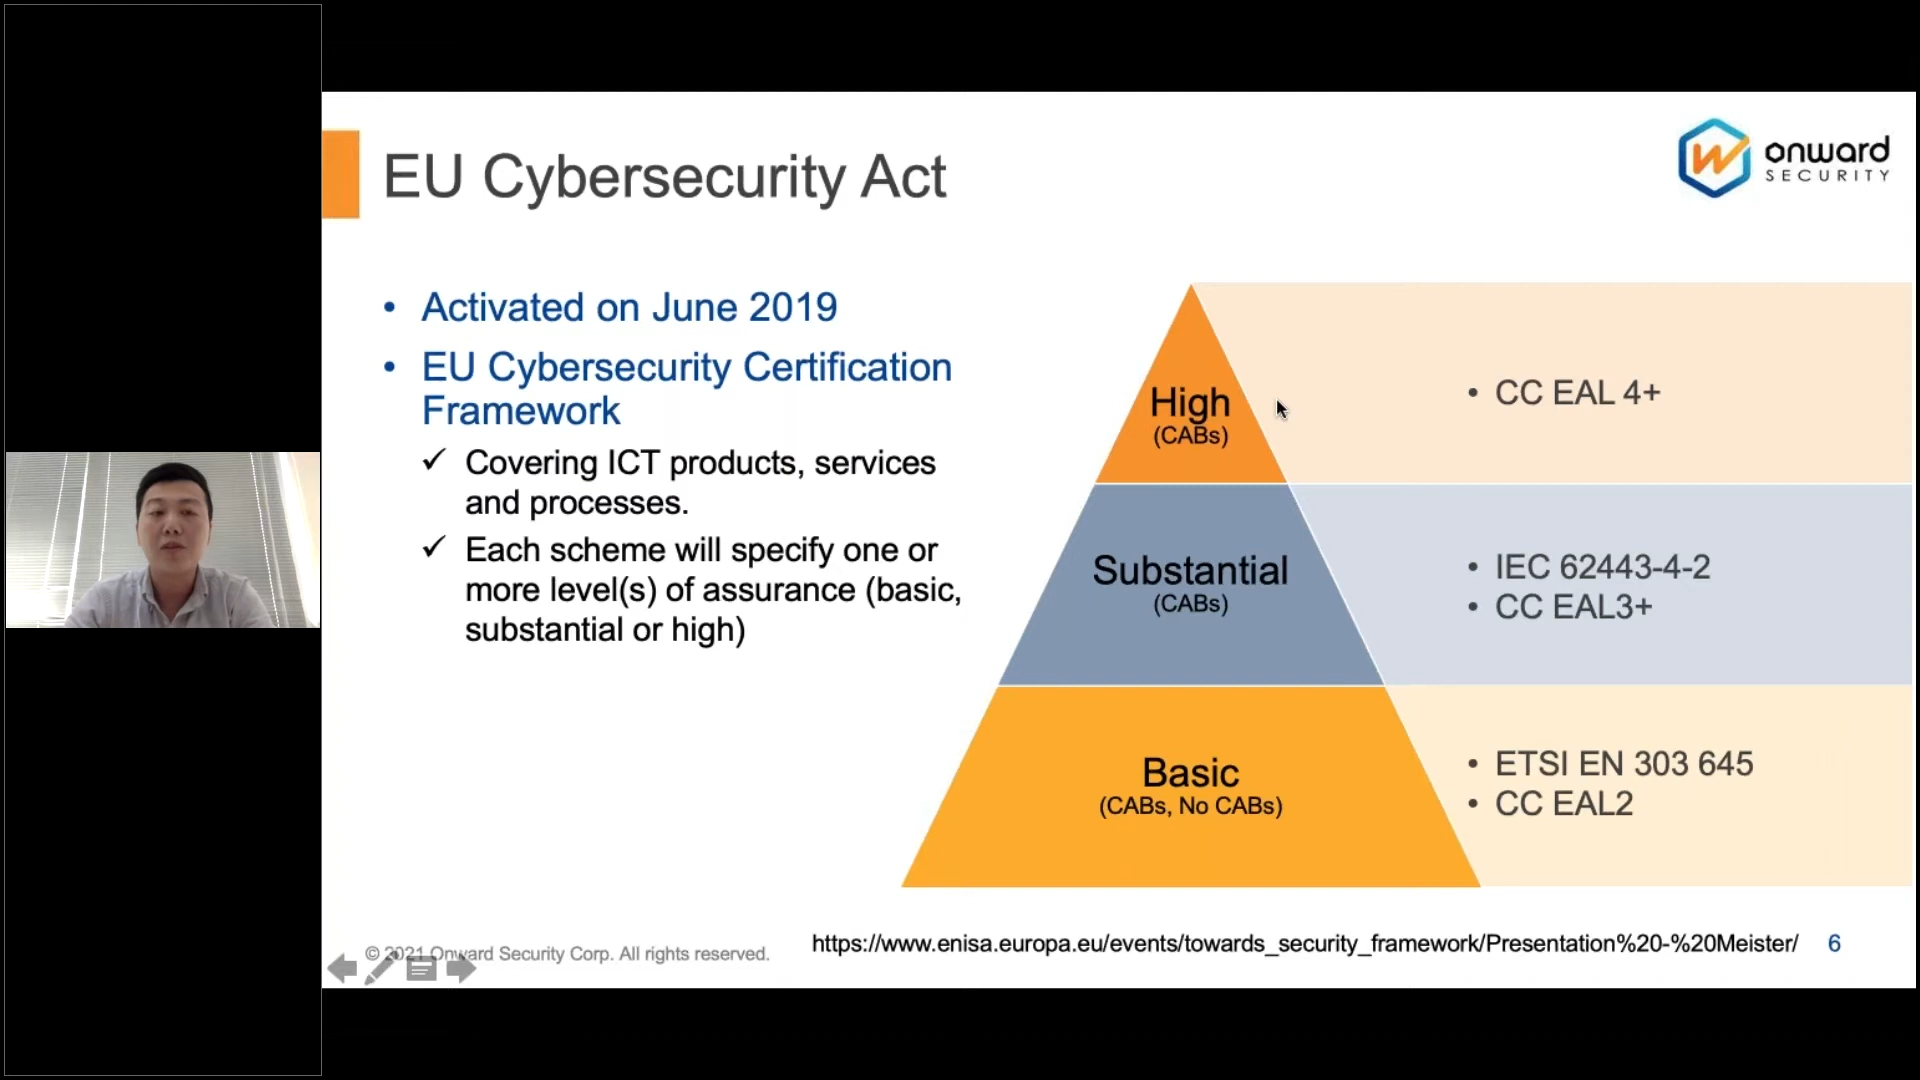 EU Cybersecurity Act
onward
SECURITY
• Activated on June 2019
• EU Cybersecurity Certification
Framework
✓ Covering ICT products, services
and processes.
✓ Each scheme will specify one or
more level(s) of assurance (basic,
substantial or high)
High
(CABs)
• CC EAL 4+
Substantial
(CABs)
• IEC 62443-4-2
• CC EAL3+
Basic
(CABs, No CABs)
• ETSI EN 303 645
• CC EAL2
© 2021 Onward Security Corp. All rights reserved.
https://www.enisa.europa.eu/events/towards_security_framework/Presentation%20-%20Meister/
6